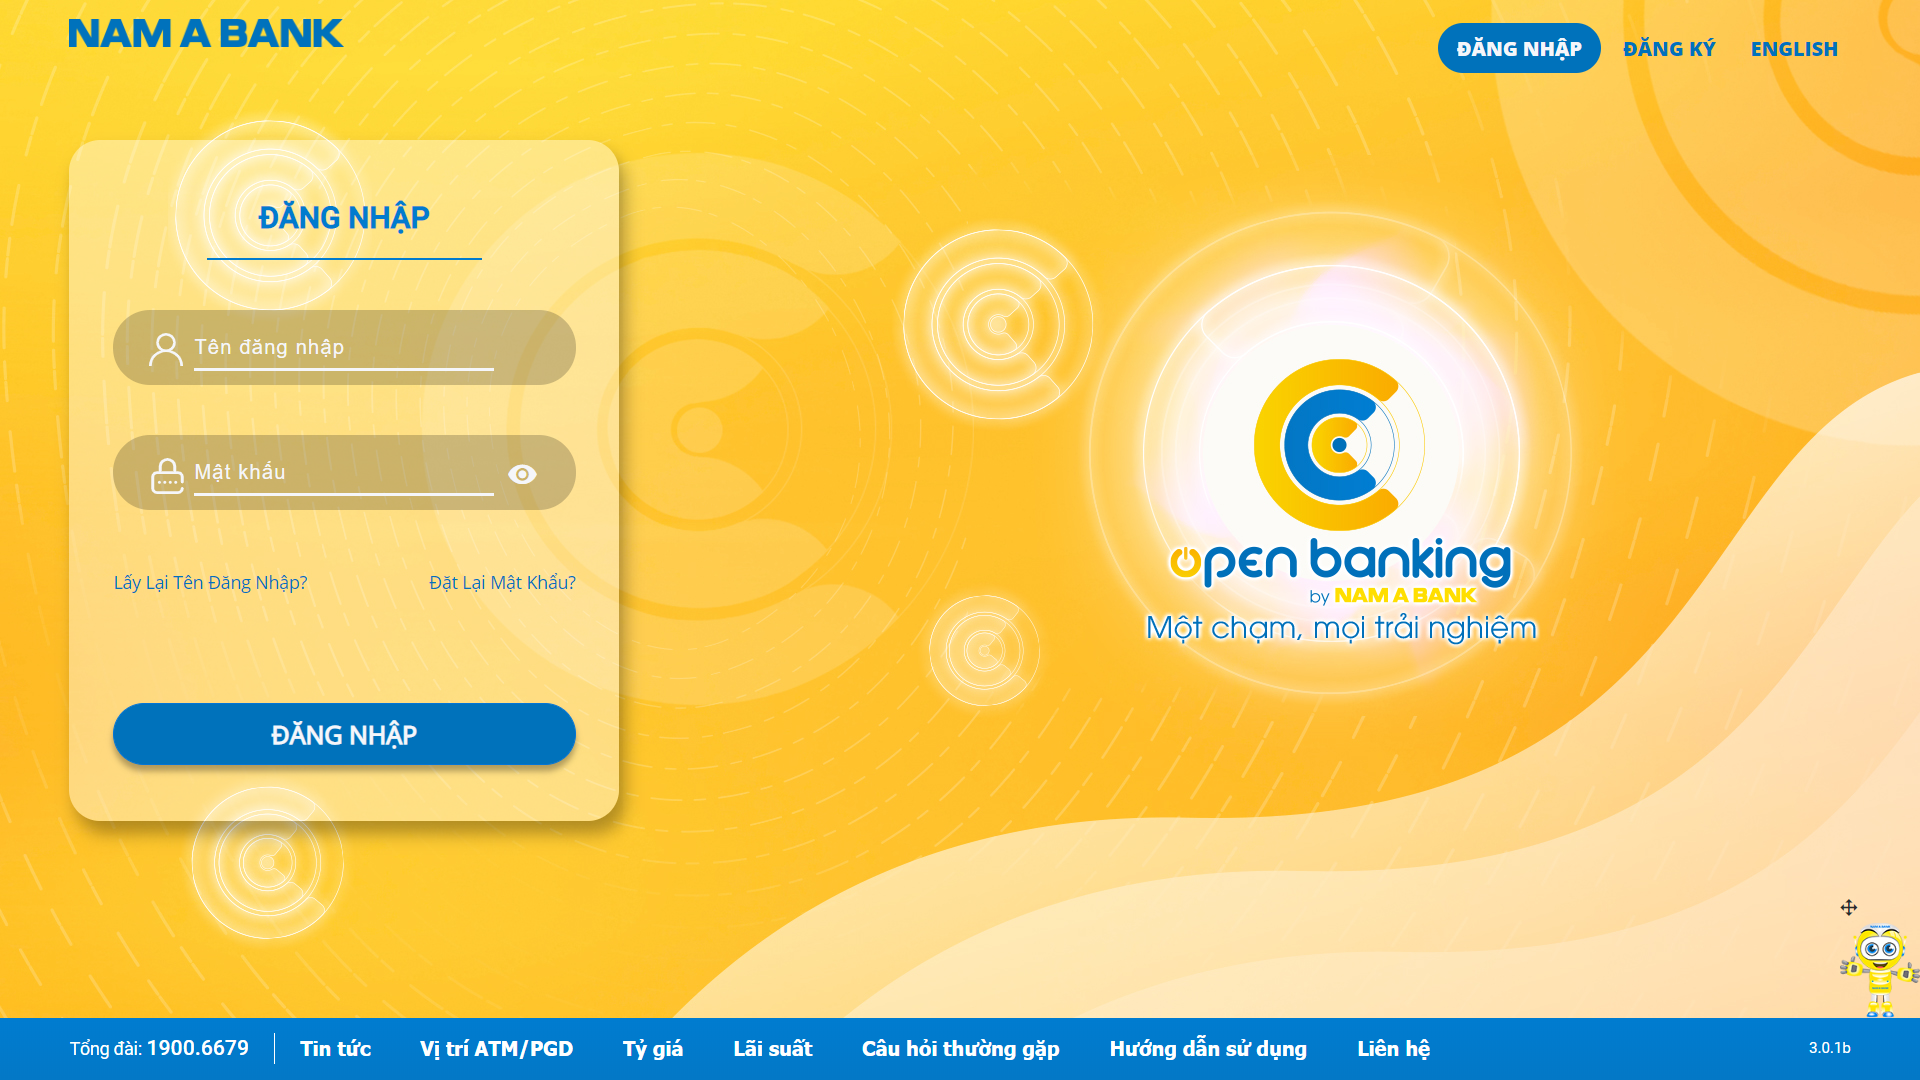 NAM A BANK
ĐĂNG NHẬP
ĐĂNG KÝ
ENGLISH
ĐĂNG NHẬP
Tên đăng nhập
Mật khẩu
Lấy Lại Tên Đăng Nhập?
Đặt Lại Mật Khẩu?
ĐĂNG NHẬP
open banking
by NAM A BANK
Một chạm, mọi trải nghiệm
Tổng đài: 1900.6679
Tin tức
Vị trí ATM/PGD
Tỷ giá
Lãi suất
Câu hỏi thường gặp
Hướng dẫn sử dụng
Liên hệ
3.0.1b